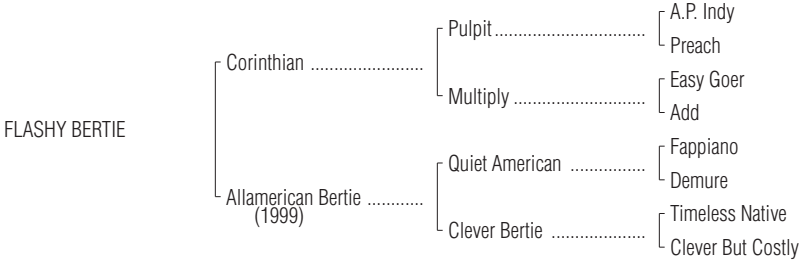 A.P. Indy
Pulpit..............................
Preach
Corinthian .......................
Easy Goer
Multiply ..........................
Add
FLASHY BERTIE
Fappiano
Quiet American ...............
Demure
Allamerican Bertie ............
(1999)
Timeless Native
Clever Bertie ...................
Clever But Costly